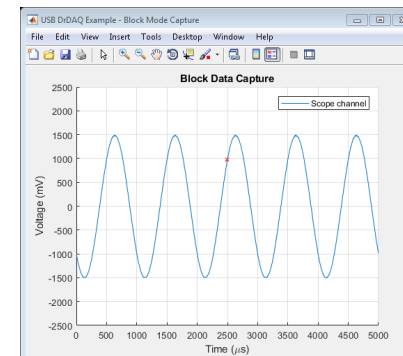 USB DrDAQ Example - Block Mode Capture
File Edit View Insert Tools Desktop Window Help
Block Data Capture
Scope channel
2500
2000
1500
1000
500
0
-500
-1000
-1500
-2000
-2500
Voltage (mV)
0 500 1000 1500 2000 2500 3000 3500 4000 4500 5000
Time (μs)